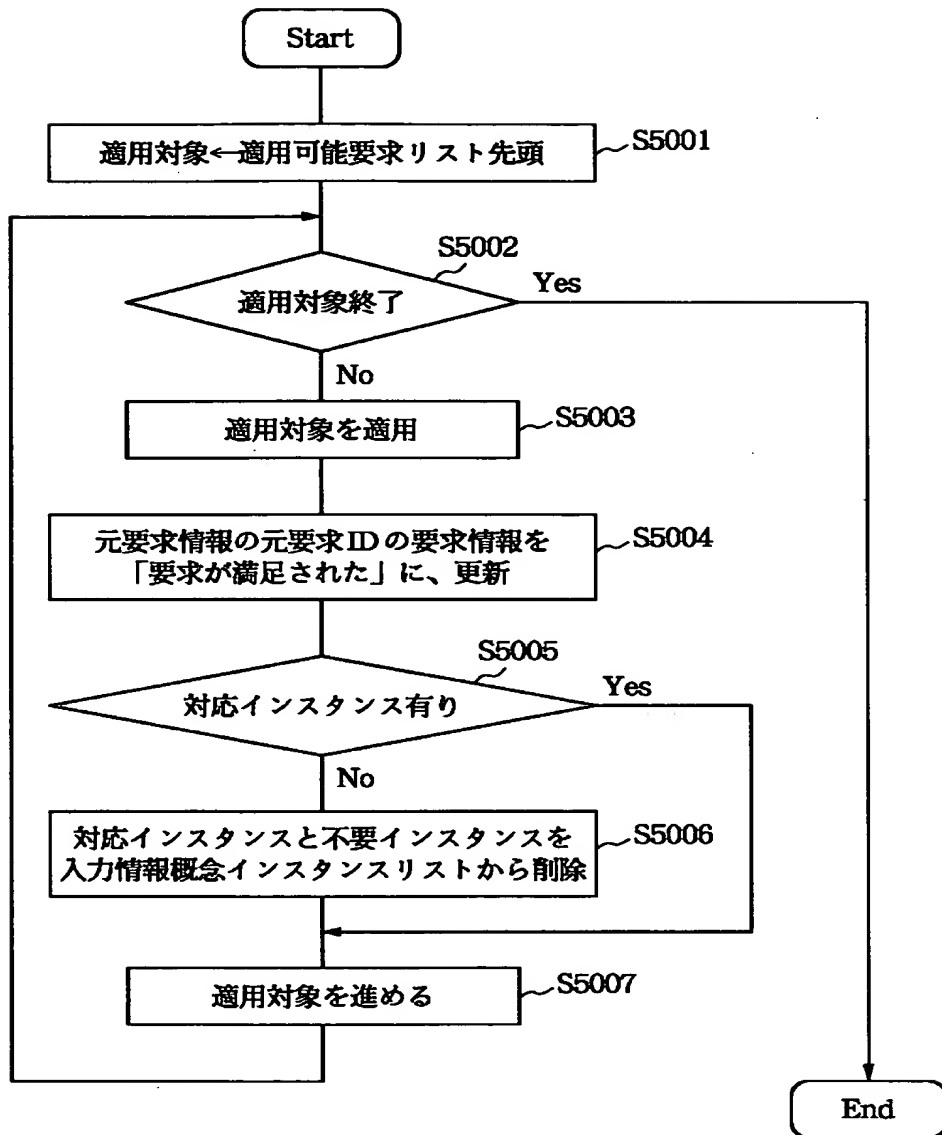 Start
適用対象←適用可能要求リスト先頭
S5001
S5002
適用対象終了
Yes
No
適用対象を適用
S5003
元要求情報の元要求IDの要求情報を
「要求が満足された」に、更新
S5004
S5005
対応インスタンス有り
Yes
No
対応インスタンスと不要インスタンスを
入力情報概念インスタンスリストから削除
S5006
適用対象を進める
S5007
End